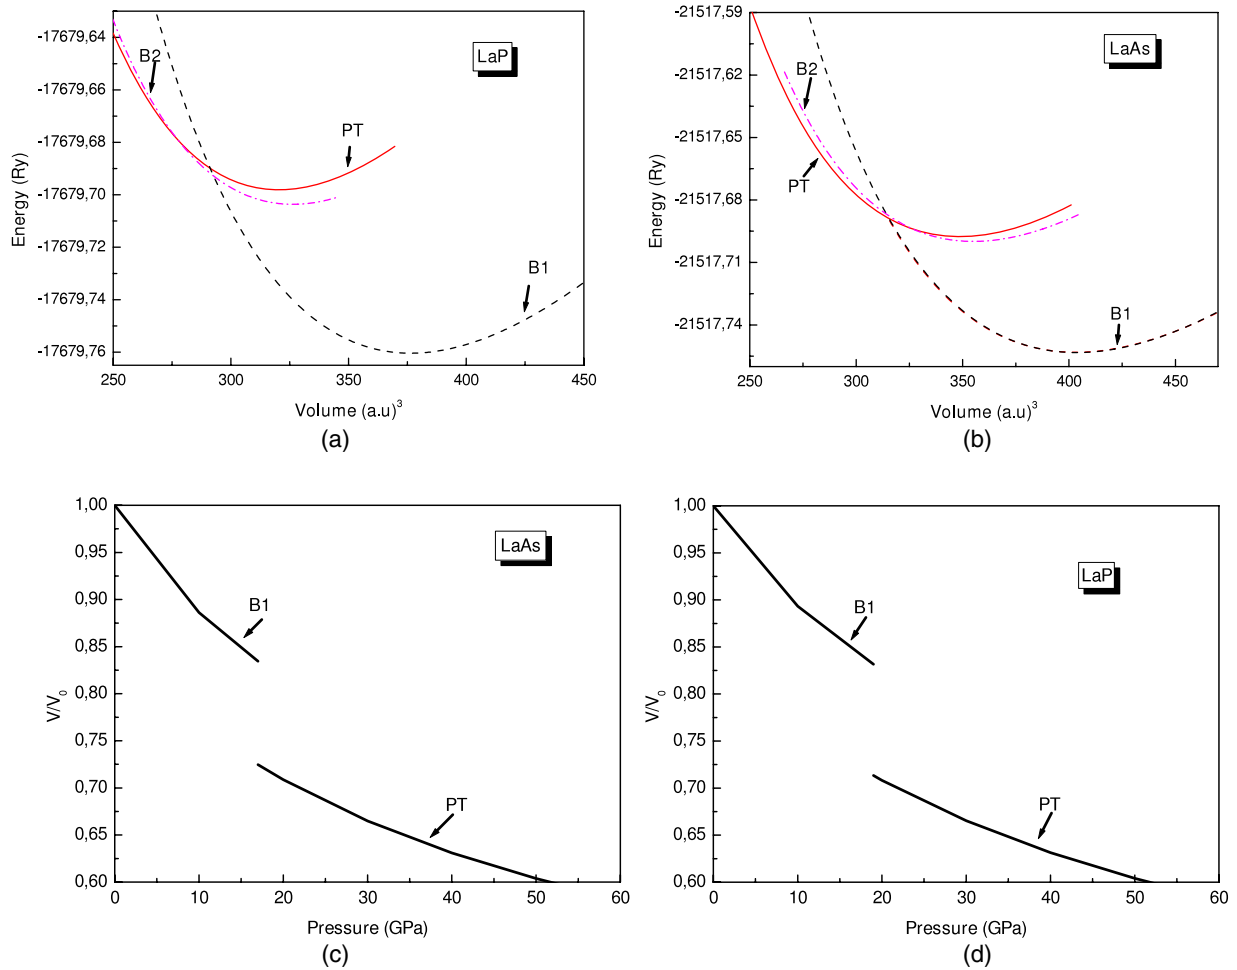 -17679,64
-17679,66
-17679,68
-17679,70
-17679,72
-17679,74
-17679,76
Energy (Ry)
B2
LaP
PT
B1
250 300 350 400 450
Volume (a.u)³
(a)
-21517,59
-21517,62
-21517,65
-21517,68
-21517,71
-21517,74
Energy (Ry)
LaAs
B2
PT
B1
250 300 350 400 450
Volume (a.u)³
(b)
1,00
0,95
0,90
0,85
0,80
0,75
0,70
0,65
0,60
V/V₀
LaAs
B1
PT
0 10 20 30 40 50 60
Pressure (GPa)
(c)
1,00
0,95
0,90
0,85
0,80
0,75
0,70
0,65
0,60
V/V₀
LaP
B1
PT
0 10 20 30 40 50 60
Pressure (GPa)
(d)